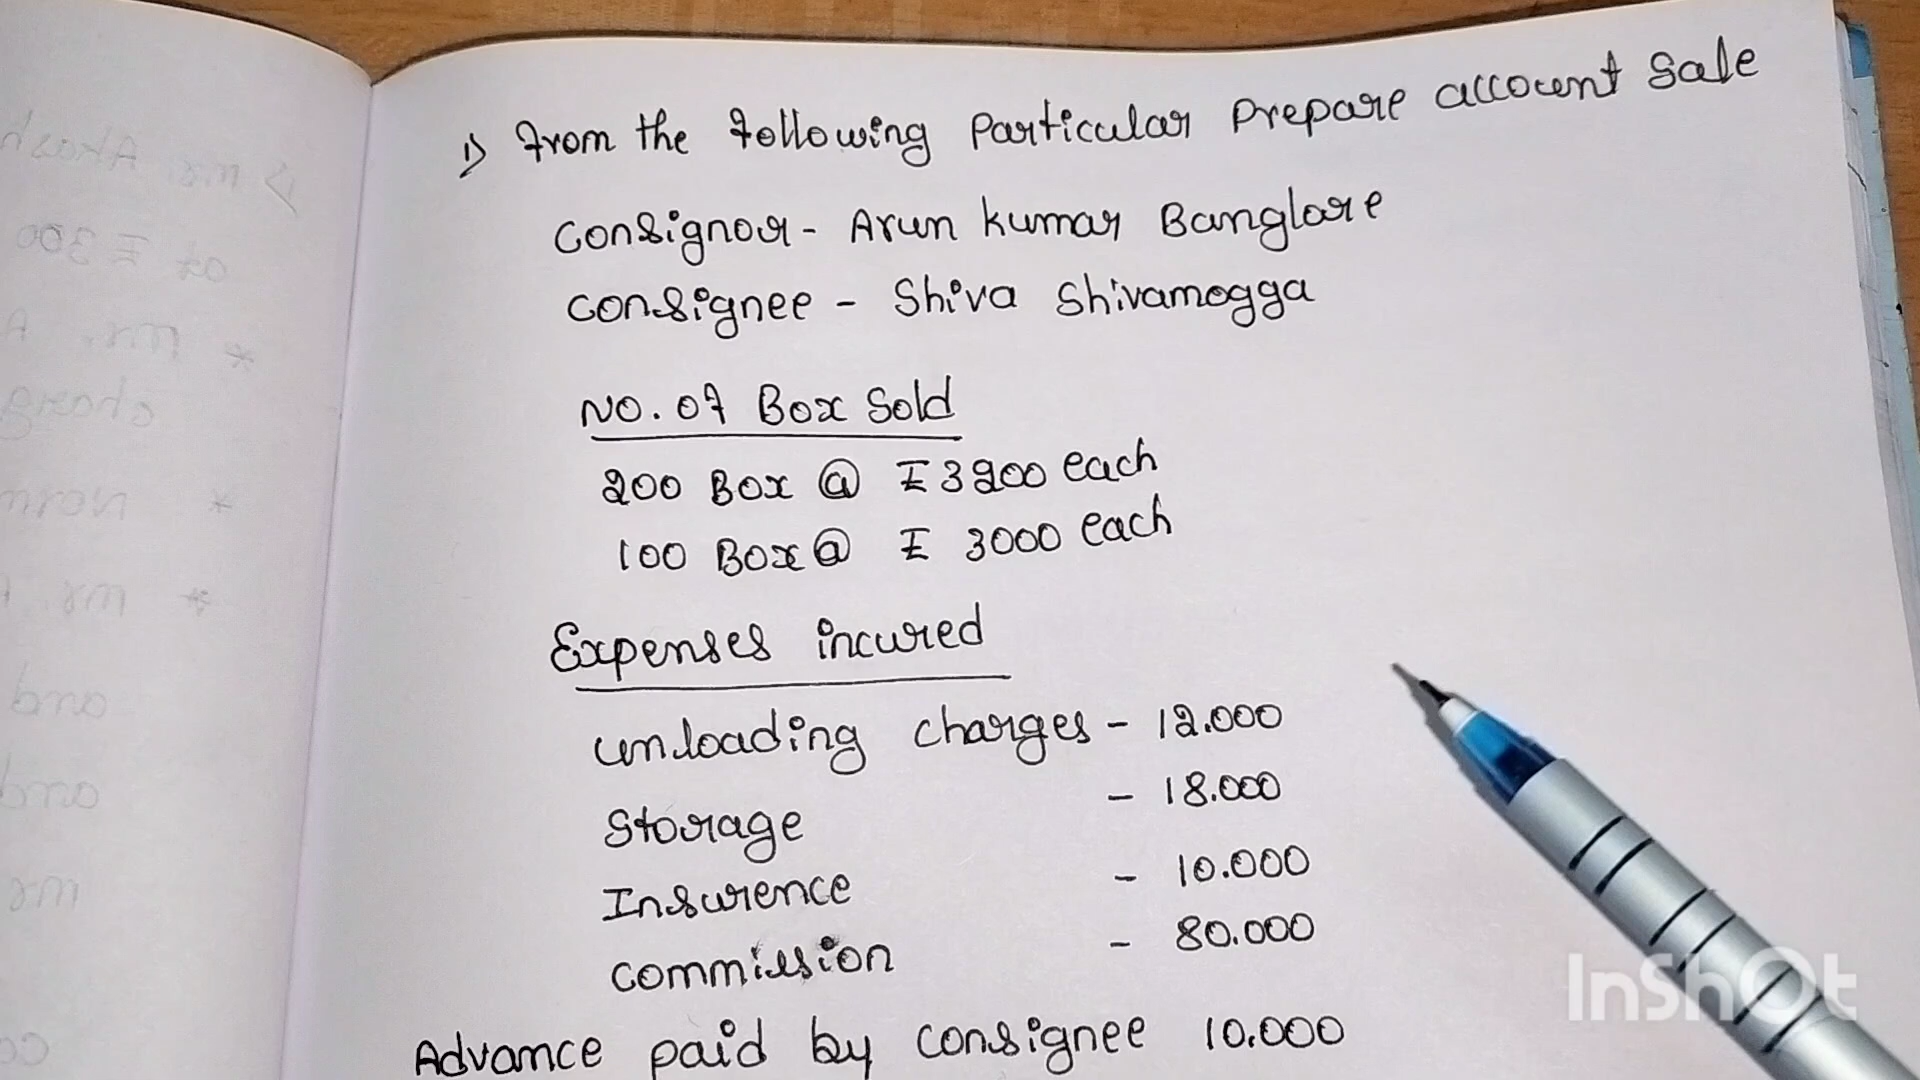 1) From the following particular prepare account sale
consignor - Arun kumar Banglore
consignee - Shiva Shivamogga
No. of Box Sold
200 Box @ ₹ 3200 each
100 Box @ ₹ 3000 each
Expenses incured
unloading charges - 12.000
Storage - 18.000
Insurence - 10.000
commission - 80.000
Advance paid by consignee 10.000
InShOt